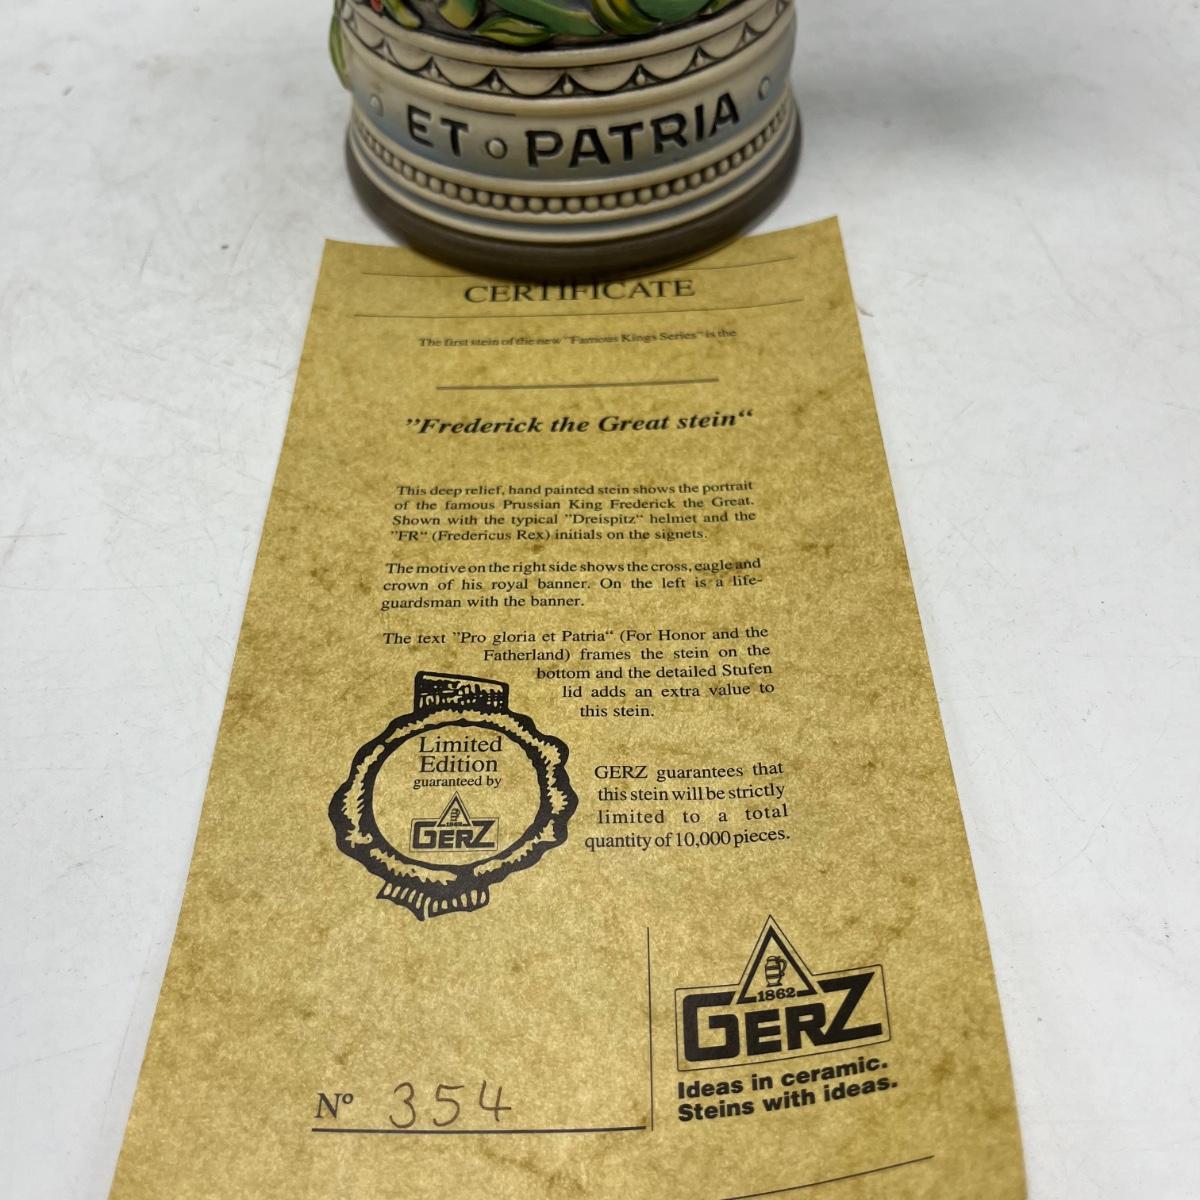 ET PATRIA
CERTIFICATE
The first stein of the new "Famous Kings Series" is the
"Frederick the Great stein“
This deep relief, hand painted stein shows the portrait
of the famous Prussian King Frederick the Great.
Shown with the typical "Dreispitz“ helmet and the
"FR“ (Fredericus Rex) initials on the signets.
The motive on the right side shows the cross, eagle and
crown of his royal banner. On the left is a life-
guardsman with the banner.
The text "Pro gloria et Patria“ (For Honor and the
Fatherland) frames the stein on the
bottom and the detailed Stufen
lid adds an extra value to
this stein.
Limited
Edition
guaranteed by
1862
GERZ
GERZ guarantees that
this stein will be strictly
limited to a total
quantity of 10,000 pieces.
Nº 354
1862
GERZ
Ideas in ceramic.
Steins with ideas.